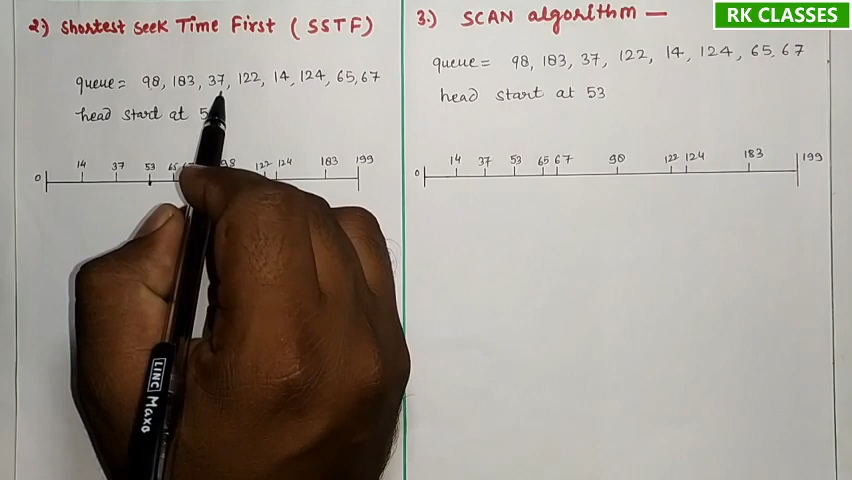 RK CLASSES
2) Shortest Seek Time First (SSTF)
queue = 98, 183, 37, 122, 14, 124, 65, 67
head start at
0 14 37 53 65 98 122 124 183 199
3.) SCAN algorithm —
queue = 98, 183, 37, 122, 14, 124, 65, 67
head start at 53
0 14 37 53 65 67 98 122 124 183 199
LINC Maxo